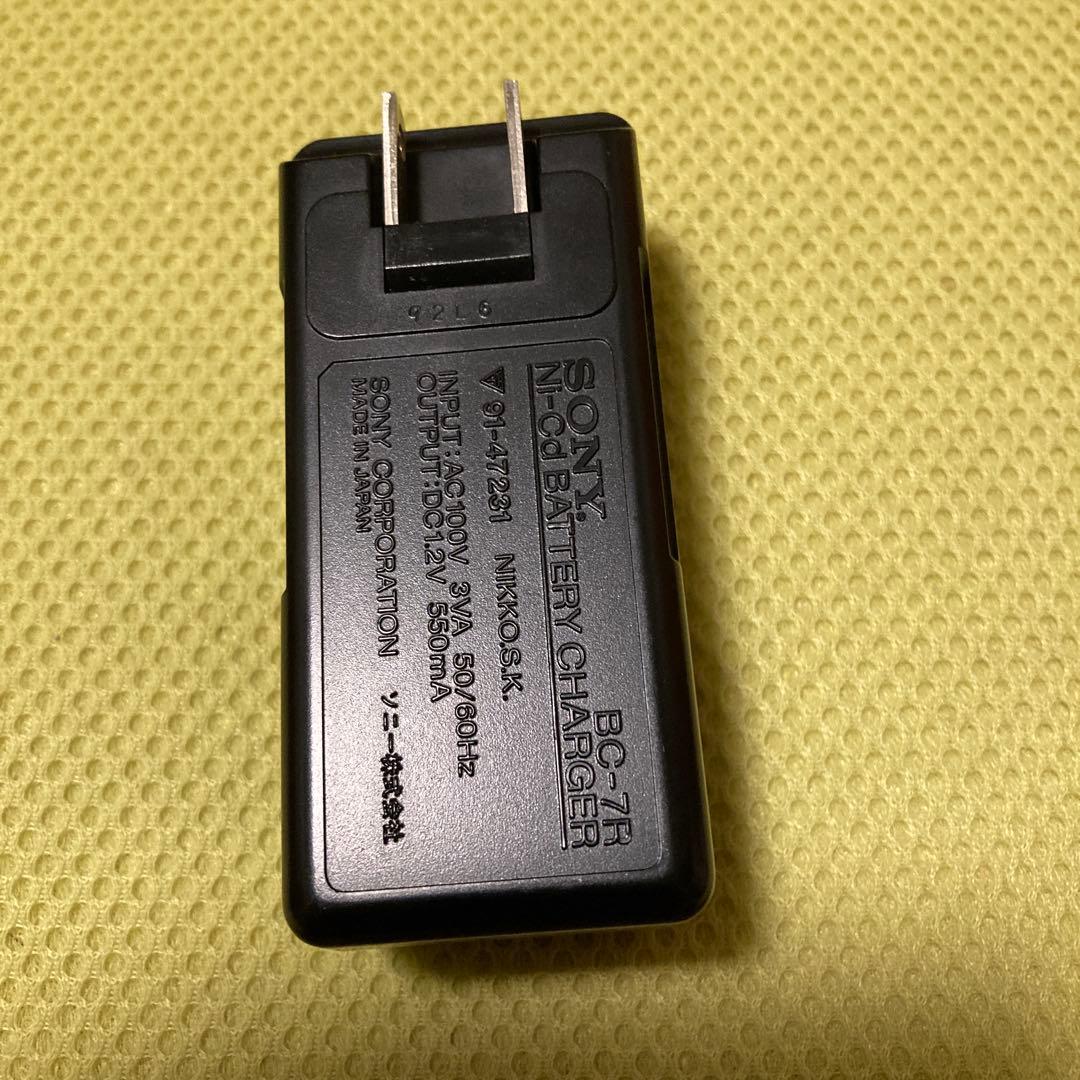 92L6
SONY. BC-7R
Ni-Cd BATTERY CHARGER
91-47231 NIKKO.S.K.
INPUT:AC100V 3VA 50/60Hz
OUTPUT:DC1.2V 550mA
SONY CORPORATION ソニー株式会社
MADE IN JAPAN